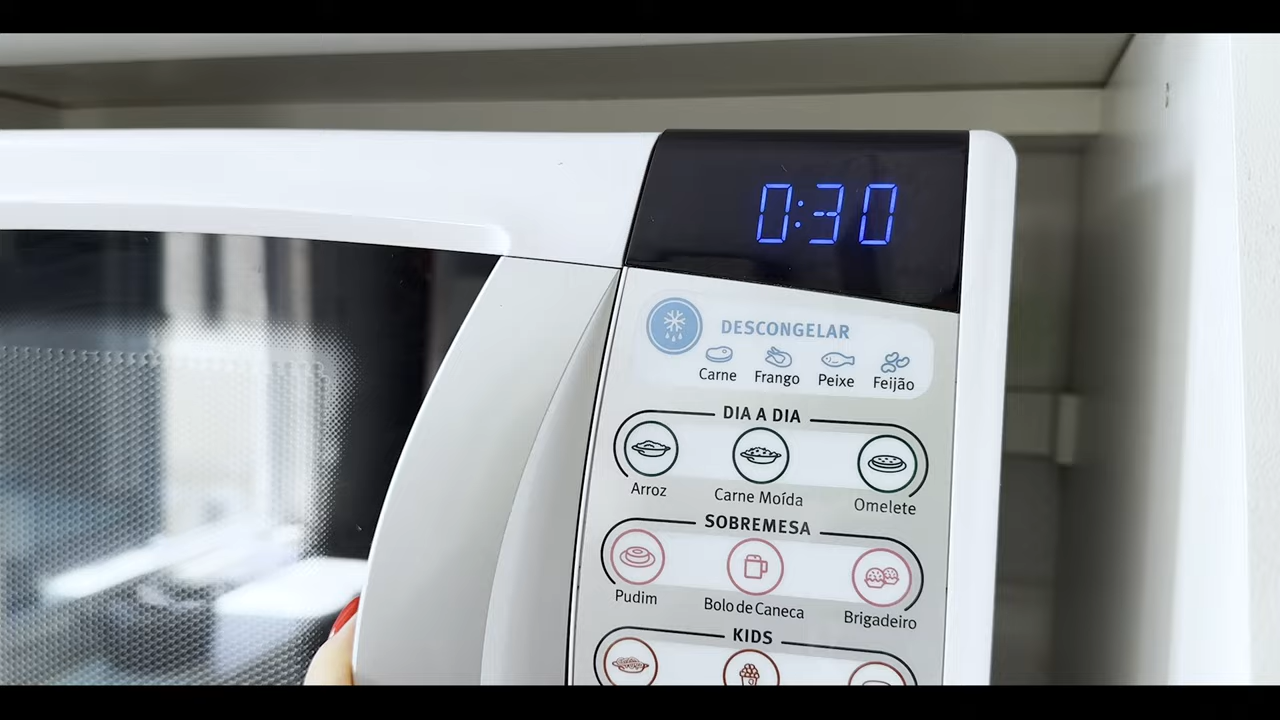 0:30
DESCONGELAR
Carne Frango Peixe Feijão
DIA A DIA
Arroz Carne Moída Omelete
SOBREMESA
Pudim Bolo de Caneca Brigadeiro
KIDS